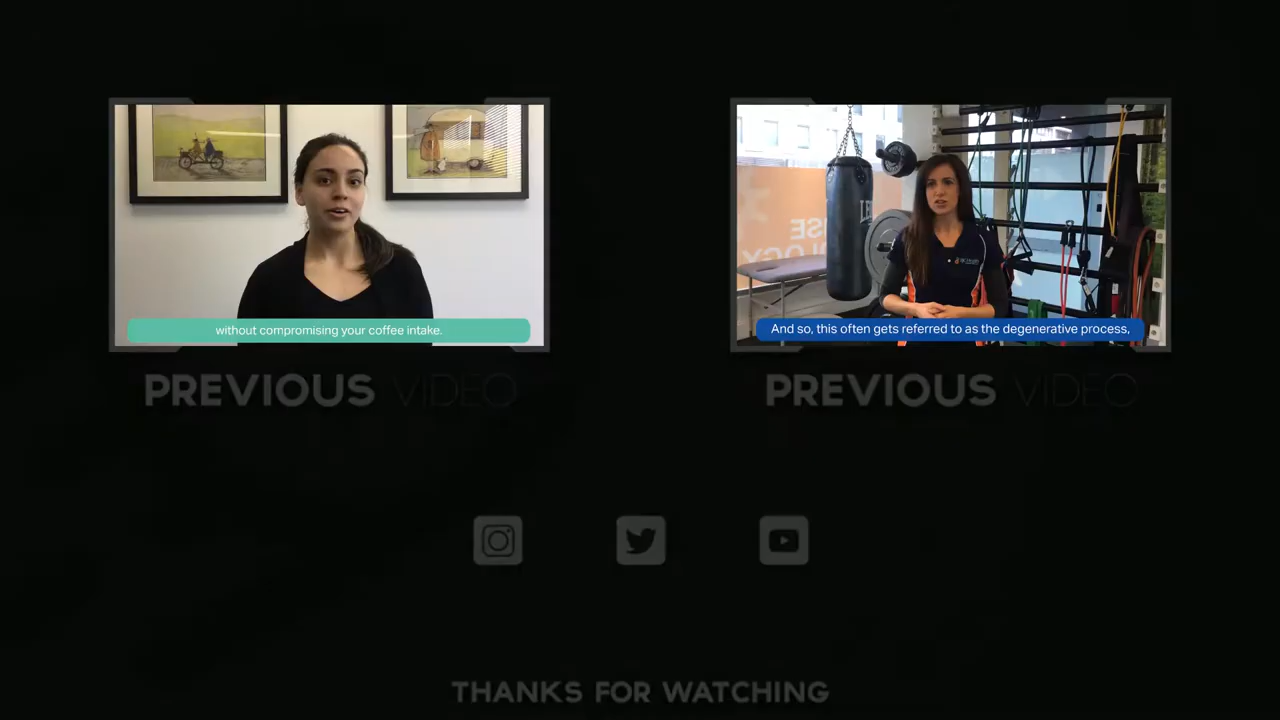 without compromising your coffee intake.
And so, this often gets referred to as the degenerative process,
PREVIOUS VIDEO
PREVIOUS VIDEO
THANKS FOR WATCHING